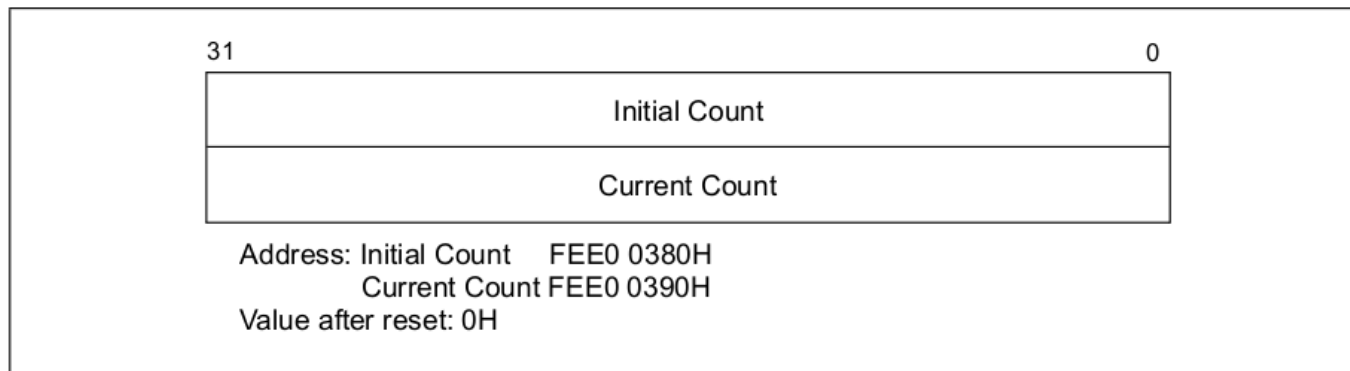 31 0
Initial Count
Current Count
Address: Initial Count FEE0 0380H
Current Count FEE0 0390H
Value after reset: 0H